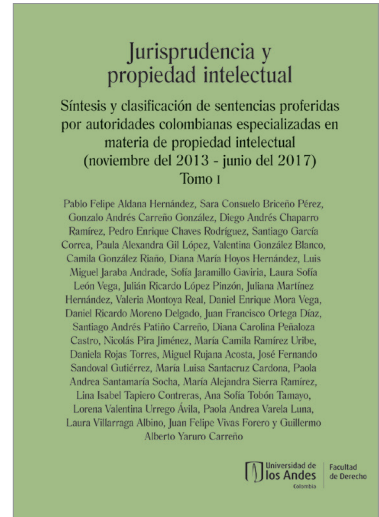 Jurisprudencia y
propiedad intelectual
Síntesis y clasificación de sentencias proferidas
por autoridades colombianas especializadas en
materia de propiedad intelectual
(noviembre del 2013 - junio del 2017)
Tomo I
Pablo Felipe Aldana Hernández, Sara Consuelo Briceño Pérez,
Gonzalo Andrés Carreño González, Diego Andrés Chaparro
Ramírez, Pedro Enrique Chaves Rodríguez, Santiago García
Correa, Paula Alexandra Gil López, Valentina González Blanco,
Camila González Riaño, Diana María Hoyos Hernández, Luis
Miguel Jaraba Andrade, Sofía Jaramillo Gaviria, Laura Sofía
León Vega, Julián Ricardo López Pinzón, Juliana Martínez
Hernández, Valeria Montoya Real, Daniel Enrique Mora Vega,
Daniel Ricardo Moreno Delgado, Juan Francisco Ortega Díaz,
Santiago Andrés Patiño Carreño, Diana Carolina Peñaloza
Castro, Nicolás Pira Jiménez, María Camila Ramírez Uribe,
Daniela Rojas Torres, Miguel Rujana Acosta, José Fernando
Sandoval Gutiérrez, María Luisa Santacruz Cardona, Paola
Andrea Santamaría Socha, María Alejandra Sierra Ramírez,
Lina Isabel Tapiero Contreras, Ana Sofía Tobón Tamayo,
Lorena Valentina Urrego Ávila, Paola Andrea Varela Luna,
Laura Villarraga Albino, Juan Felipe Vivas Forero y Guillermo
Alberto Yaruro Carreño
Universidad de
los Andes
Colombia
Facultad
de Derecho